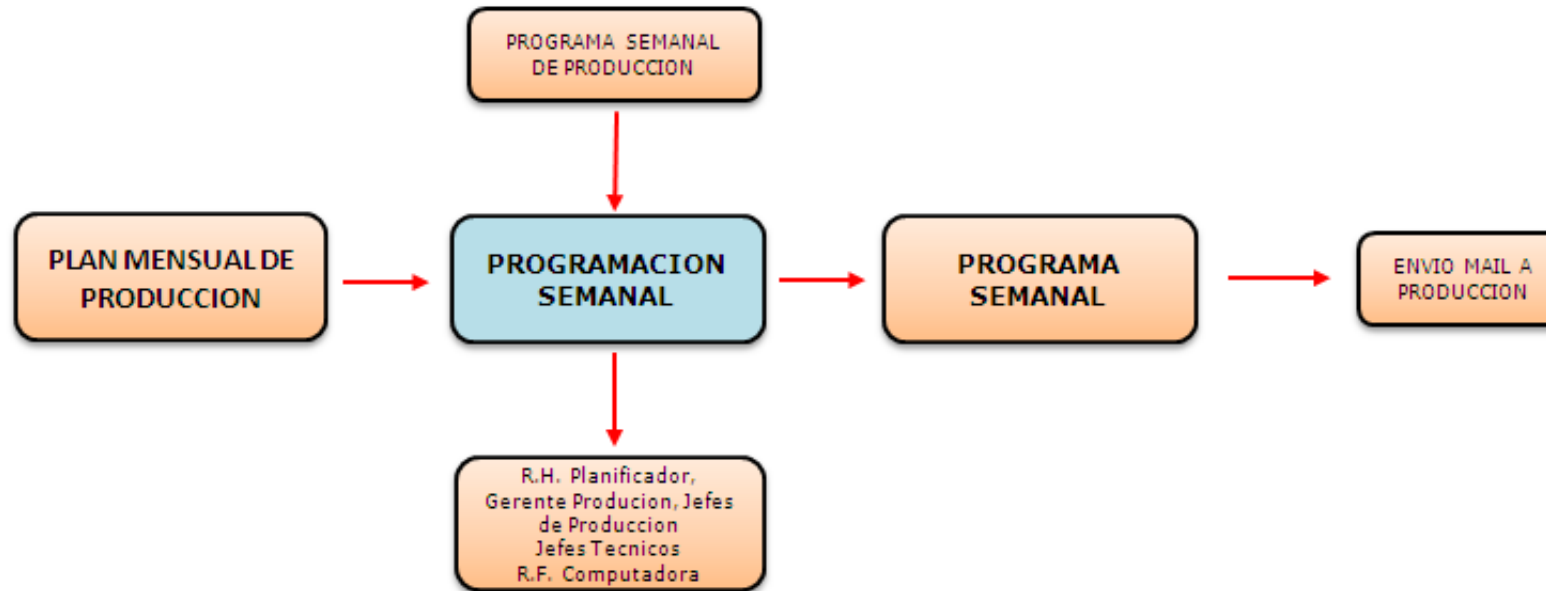 PROGRAMA SEMANAL
DE PRODUCCION
PLAN MENSUAL DE
PRODUCCION
PROGRAMACION
SEMANAL
PROGRAMA
SEMANAL
ENVIO MAIL A
PRODUCCION
R.H. Planificador,
Gerente Producion, Jefes
de Produccion
Jefes Tecnicos
R.F. Computadora